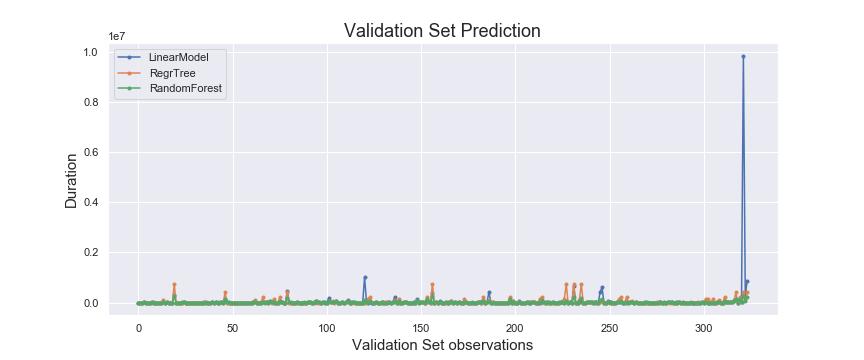 Validation Set Prediction
1e7
LinearModel
RegrTree
RandomForest
1.0
0.8
0.6
0.4
0.2
0.0
Duration
0 50 100 150 200 250 300
Validation Set observations